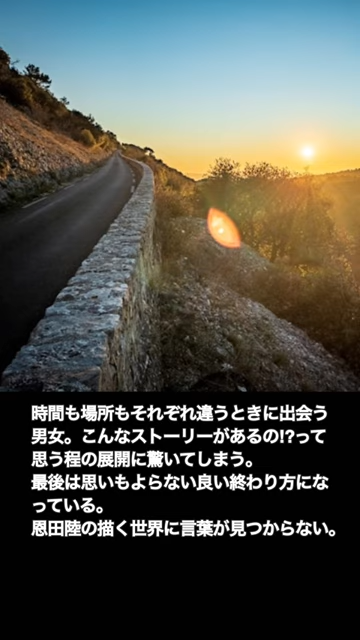 時間も場所もそれぞれ違うときに出会う
男女。こんなストーリーがあるの!?って
思う程の展開に驚いてしまう。
最後は思いもよらない良い終わり方にな
っている。
恩田陸の描く世界に言葉が見つからない。